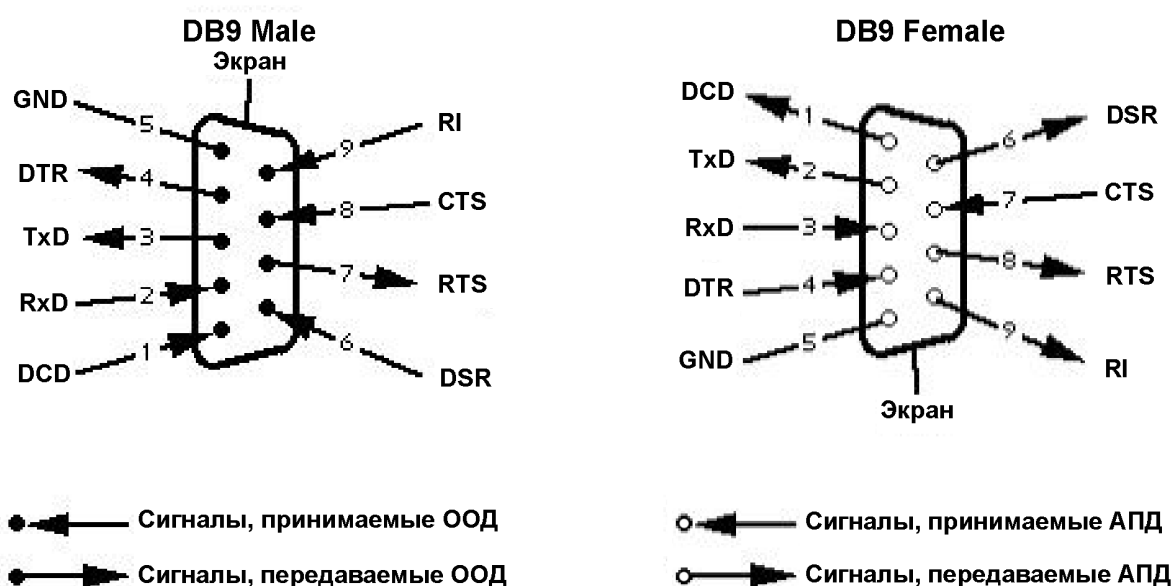 DB9 Male
Экран
GND
5
9
RI
DTR
4
8
CTS
TxD
3
7
RTS
RxD
2
6
DSR
DCD
1
Сигналы, принимаемые ООД
Сигналы, передаваемые ООД
DB9 Female
DCD
1
6
DSR
TxD
2
7
CTS
RxD
3
8
RTS
DTR
4
9
RI
GND
5
Экран
Сигналы, принимаемые АПД
Сигналы, передаваемые АПД